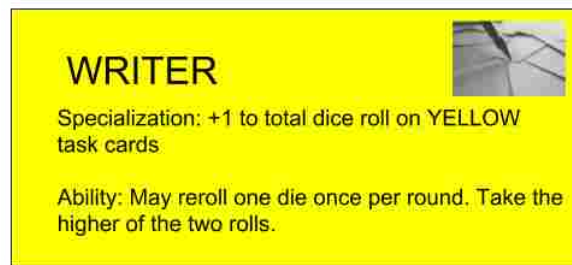 WRITER
Specialization: +1 to total dice roll on YELLOW
task cards
Ability: May reroll one die once per round. Take the
higher of the two rolls.